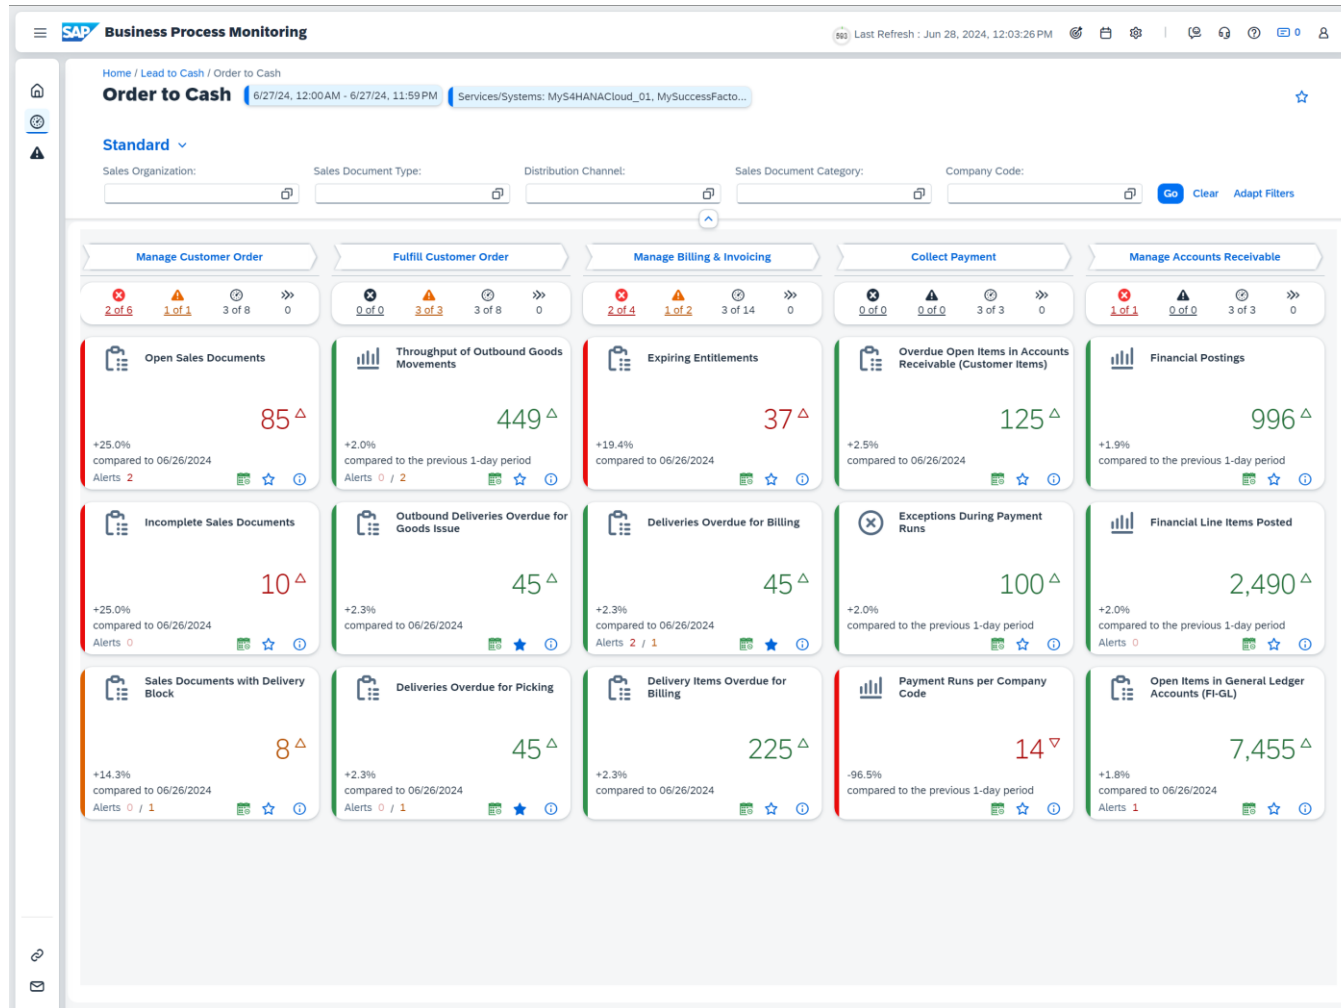 SAP Business Process Monitoring
Last Refresh : Jun 28, 2024, 12:03:26 PM
0
Home / Lead to Cash / Order to Cash
Order to Cash
6/27/24, 12:00 AM - 6/27/24, 11:59 PM
Services/Systems: MyS4HANACloud_01, MySuccessFacto...
Standard
Sales Organization:
Sales Document Type:
Distribution Channel:
Sales Document Category:
Company Code:
Go
Clear
Adapt Filters
Manage Customer Order
Fulfill Customer Order
Manage Billing & Invoicing
Collect Payment
Manage Accounts Receivable
2 of 6
1 of 1
3 of 8
0
0 of 0
3 of 3
3 of 8
0
2 of 4
1 of 2
3 of 14
0
0 of 0
0 of 0
3 of 3
0
1 of 1
0 of 0
3 of 3
0
Open Sales Documents
85
+25.0%
compared to 06/26/2024
Alerts 2
Throughput of Outbound Goods
Movements
449
+2.0%
compared to the previous 1-day period
Alerts 0 / 2
Expiring Entitlements
37
+19.4%
compared to 06/26/2024
Overdue Open Items in Accounts
Receivable (Customer Items)
125
+2.5%
compared to 06/26/2024
Financial Postings
996
+1.9%
compared to the previous 1-day period
Incomplete Sales Documents
10
+25.0%
compared to 06/26/2024
Alerts 0
Outbound Deliveries Overdue for
Goods Issue
45
+2.3%
compared to 06/26/2024
Deliveries Overdue for Billing
45
+2.3%
compared to 06/26/2024
Alerts 2 / 1
Exceptions During Payment
Runs
100
+2.0%
compared to the previous 1-day period
Financial Line Items Posted
2,490
+2.0%
compared to the previous 1-day period
Alerts 0
Sales Documents with Delivery
Block
8
+14.3%
compared to 06/26/2024
Alerts 0 / 1
Deliveries Overdue for Picking
45
+2.3%
compared to 06/26/2024
Alerts 0 / 1
Delivery Items Overdue for
Billing
225
+2.3%
compared to 06/26/2024
Payment Runs per Company
Code
14
-96.5%
compared to the previous 1-day period
Open Items in General Ledger
Accounts (FI-GL)
7,455
+1.8%
compared to 06/26/2024
Alerts 1